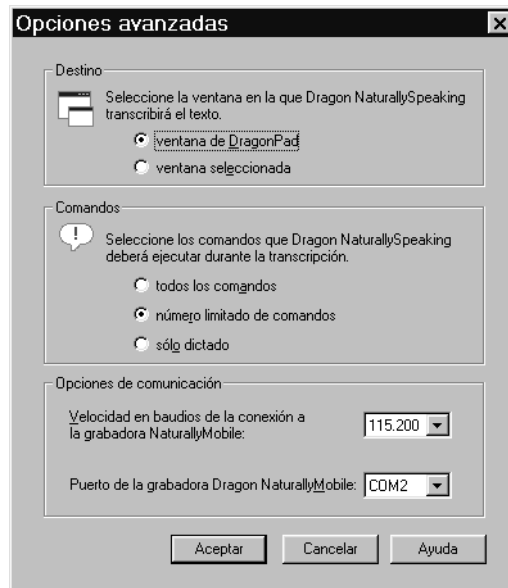 Opciones avanzadas
Destino
Seleccione la ventana en la que Dragon NaturallySpeaking
transcribirá el texto.
ventana de DragonPad
ventana seleccionada
Comandos
Seleccione los comandos que Dragon NaturallySpeaking
deberá ejecutar durante la transcripción.
todos los comandos
número limitado de comandos
sólo dictado
Opciones de comunicación
Velocidad en baudios de la conexión a
la grabadora NaturallyMobile:
115.200
Puerto de la grabadora Dragon NaturallyMobile:
COM2
Aceptar
Cancelar
Ayuda